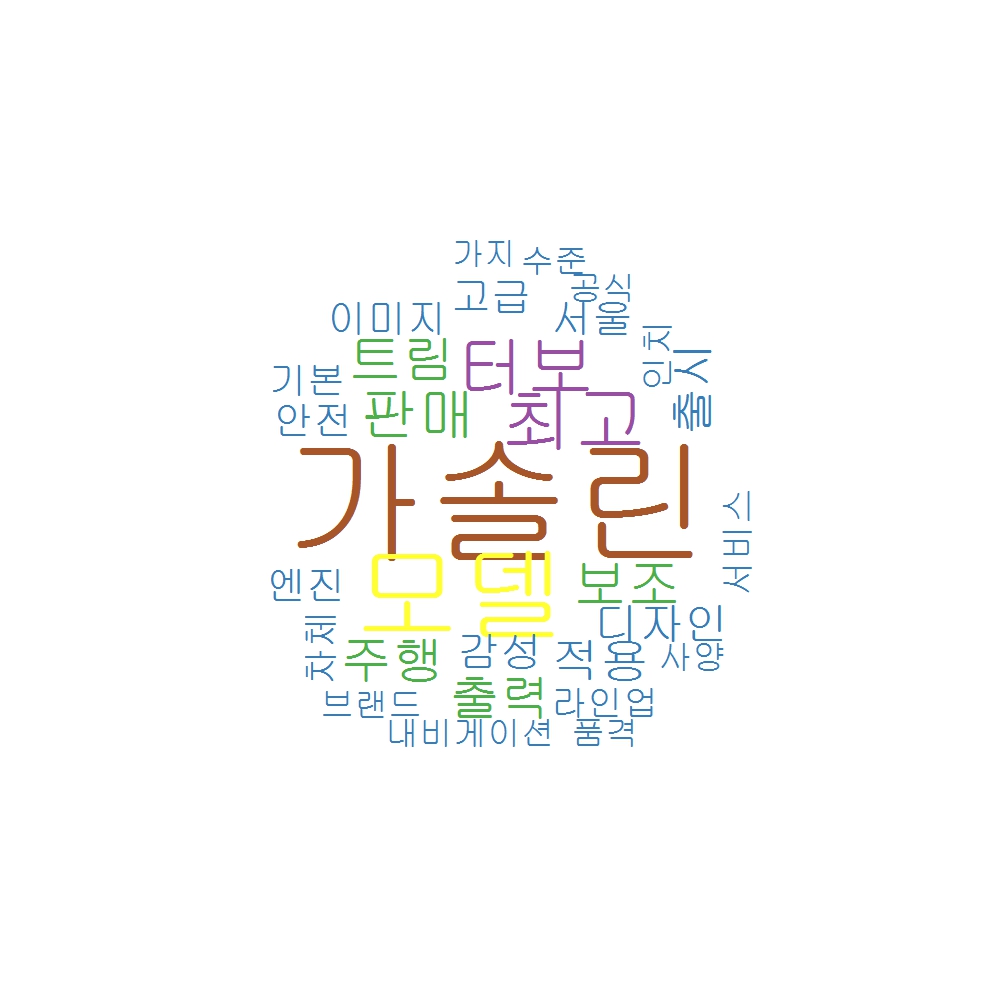 가지 수준
고급 공식
이미지 서울
트림 터보 인치
기본 최고 출시
안전 판매
가솔린
서비스
모델
엔진 보조
차체 디자인
주행 감성 적용 사양
브랜드 출력 라인업
내비게이션 품격